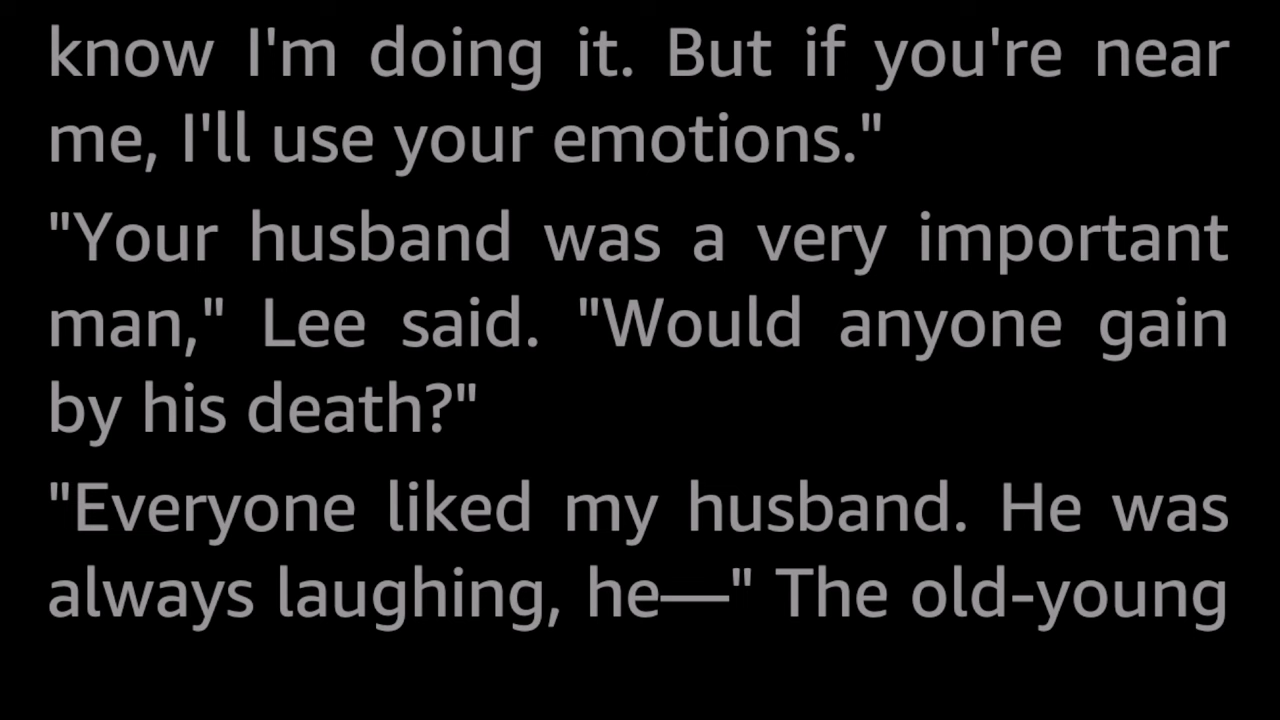 know I'm doing it. But if you're near
me, I'll use your emotions."
"Your husband was a very important
man," Lee said. "Would anyone gain
by his death?"
"Everyone liked my husband. He was
always laughing, he—" The old-young